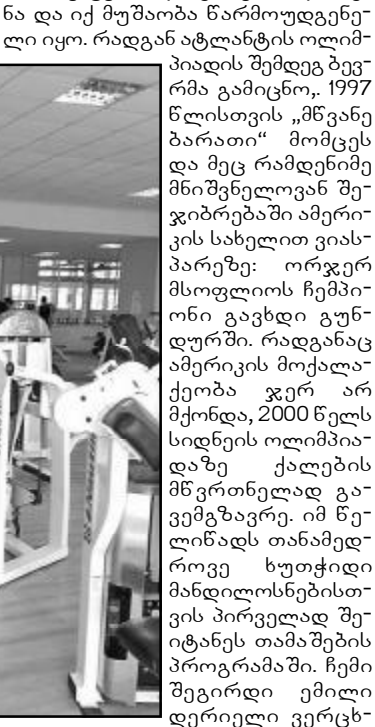 ნა და იქ მუშაობა წარმოუდგენე-
ლი იყო. რადგან ატლანტის ოლიმ-
პიადის შემდეგ ბევ-
რმა გამიცნო,. 1997
წლისთვის „მწვანე
ბარათი“ მომცეს
და მეც რამდენიმე
მნიშვნელოვან შე-
ჯიბრებაში ამერი-
კის სახელით ვიას-
პარეზე: ორჯერ
მსოფლიოს ჩემპი-
ონი გავხდი გუნ-
დურში. რადგანაც
ამერიკის მოქალა-
ქეობა ჯერ არ
მქონდა, 2000 წელს
სიდნეის ოლიმპია-
დაზე ქალების
მწვრთნელად გა-
ვემგზავრე. იმ წე-
ლიწადს თანამედ-
როვე ხუთჭიდი
მანდილოსნებისთ-
ვის პირველად შე-
იტანეს თამაშების
პროგრამაში. ჩემი
შეგირდი ემილი
დერიელი ვერცხ-